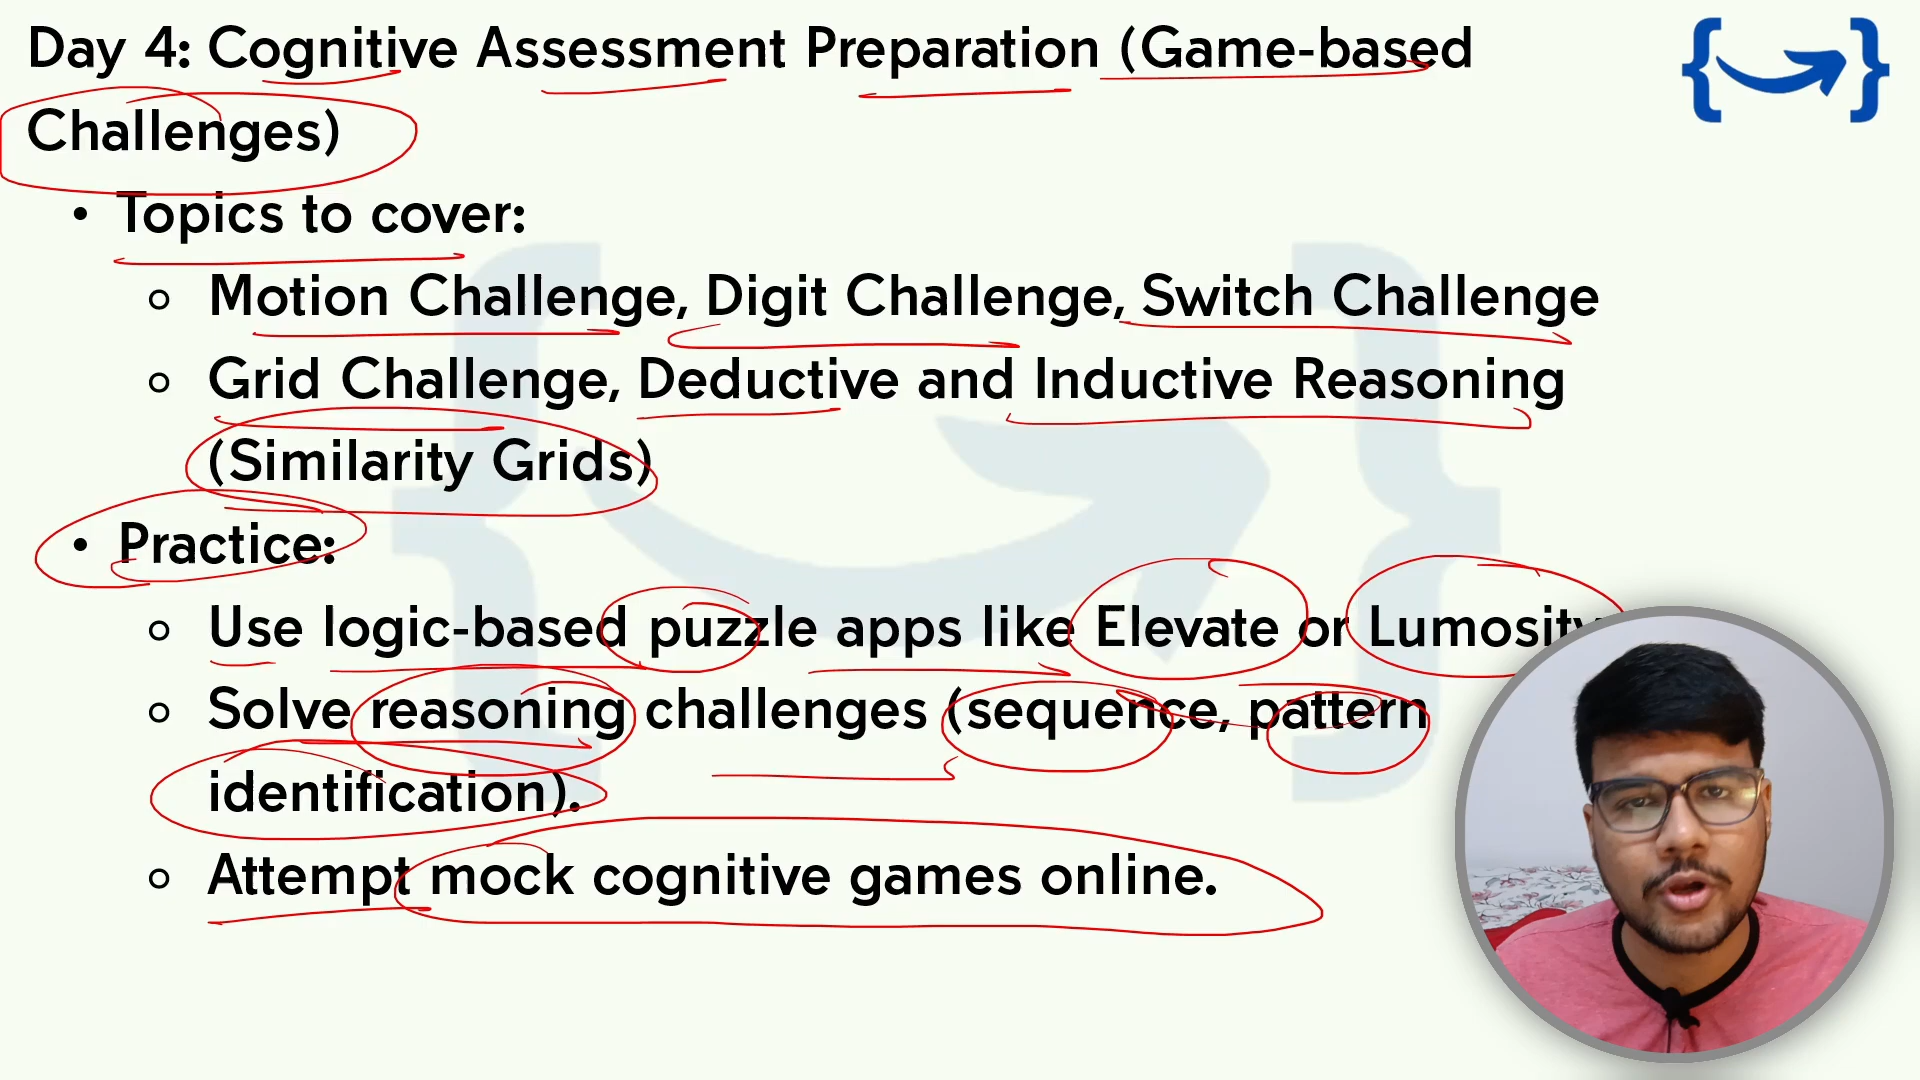 Day 4: Cognitive Assessment Preparation (Game-based
Challenges)
• Topics to cover:
○ Motion Challenge, Digit Challenge, Switch Challenge
○ Grid Challenge, Deductive and Inductive Reasoning
(Similarity Grids)
• Practice:
○ Use logic-based puzzle apps like Elevate or Lumosity
○ Solve reasoning challenges (sequence, pattern
identification).
○ Attempt mock cognitive games online.